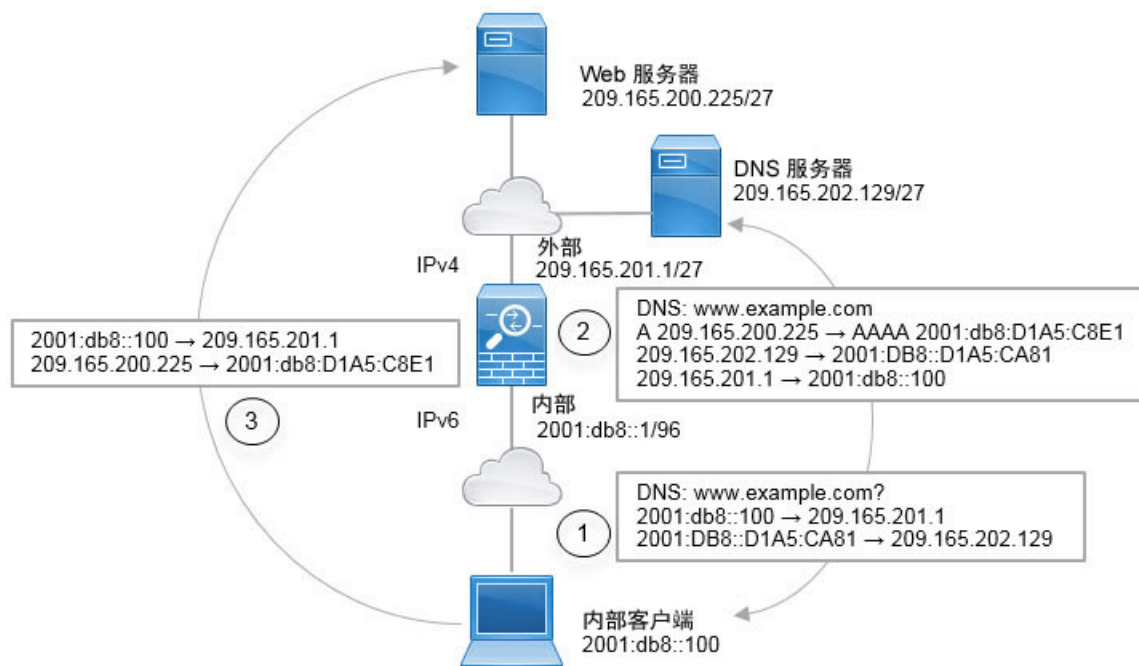 Web 服务器
209.165.200.225/27
DNS 服务器
209.165.202.129/27
外部
209.165.201.1/27
IPv4
2
DNS: www.example.com
A 209.165.200.225 → AAAA 2001:db8:D1A5:C8E1
209.165.202.129 → 2001:DB8::D1A5:CA81
209.165.201.1 → 2001:db8::100
2001:db8::100 → 209.165.201.1
209.165.200.225 → 2001:db8:D1A5:C8E1
3
IPv6
内部
2001:db8::1/96
1
DNS: www.example.com?
2001:db8::100 → 209.165.201.1
2001:DB8::D1A5:CA81 → 209.165.202.129
内部客户端
2001:db8::100